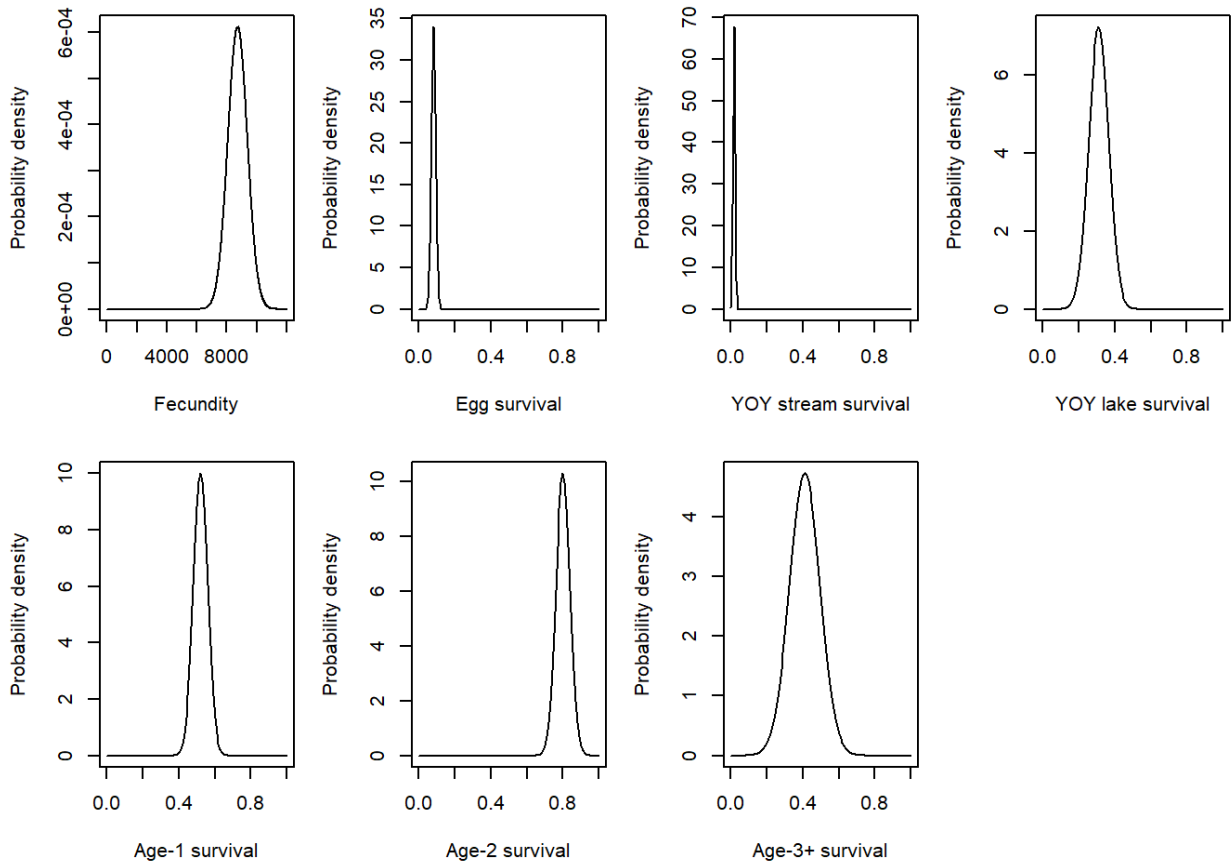 Probability density
0e+00 2e-04 4e-04 6e-04
0 4000 8000
Fecundity
Probability density
0 5 10 15 20 25 30 35
0.0 0.4 0.8
Egg survival
Probability density
0 10 20 30 40 50 60 70
0.0 0.4 0.8
YOY stream survival
Probability density
0 2 4 6
0.0 0.4 0.8
YOY lake survival
Probability density
0 2 4 6 8 10
0.0 0.4 0.8
Age-1 survival
Probability density
0 2 4 6 8 10
0.0 0.4 0.8
Age-2 survival
Probability density
0 1 2 3 4
0.0 0.4 0.8
Age-3+ survival